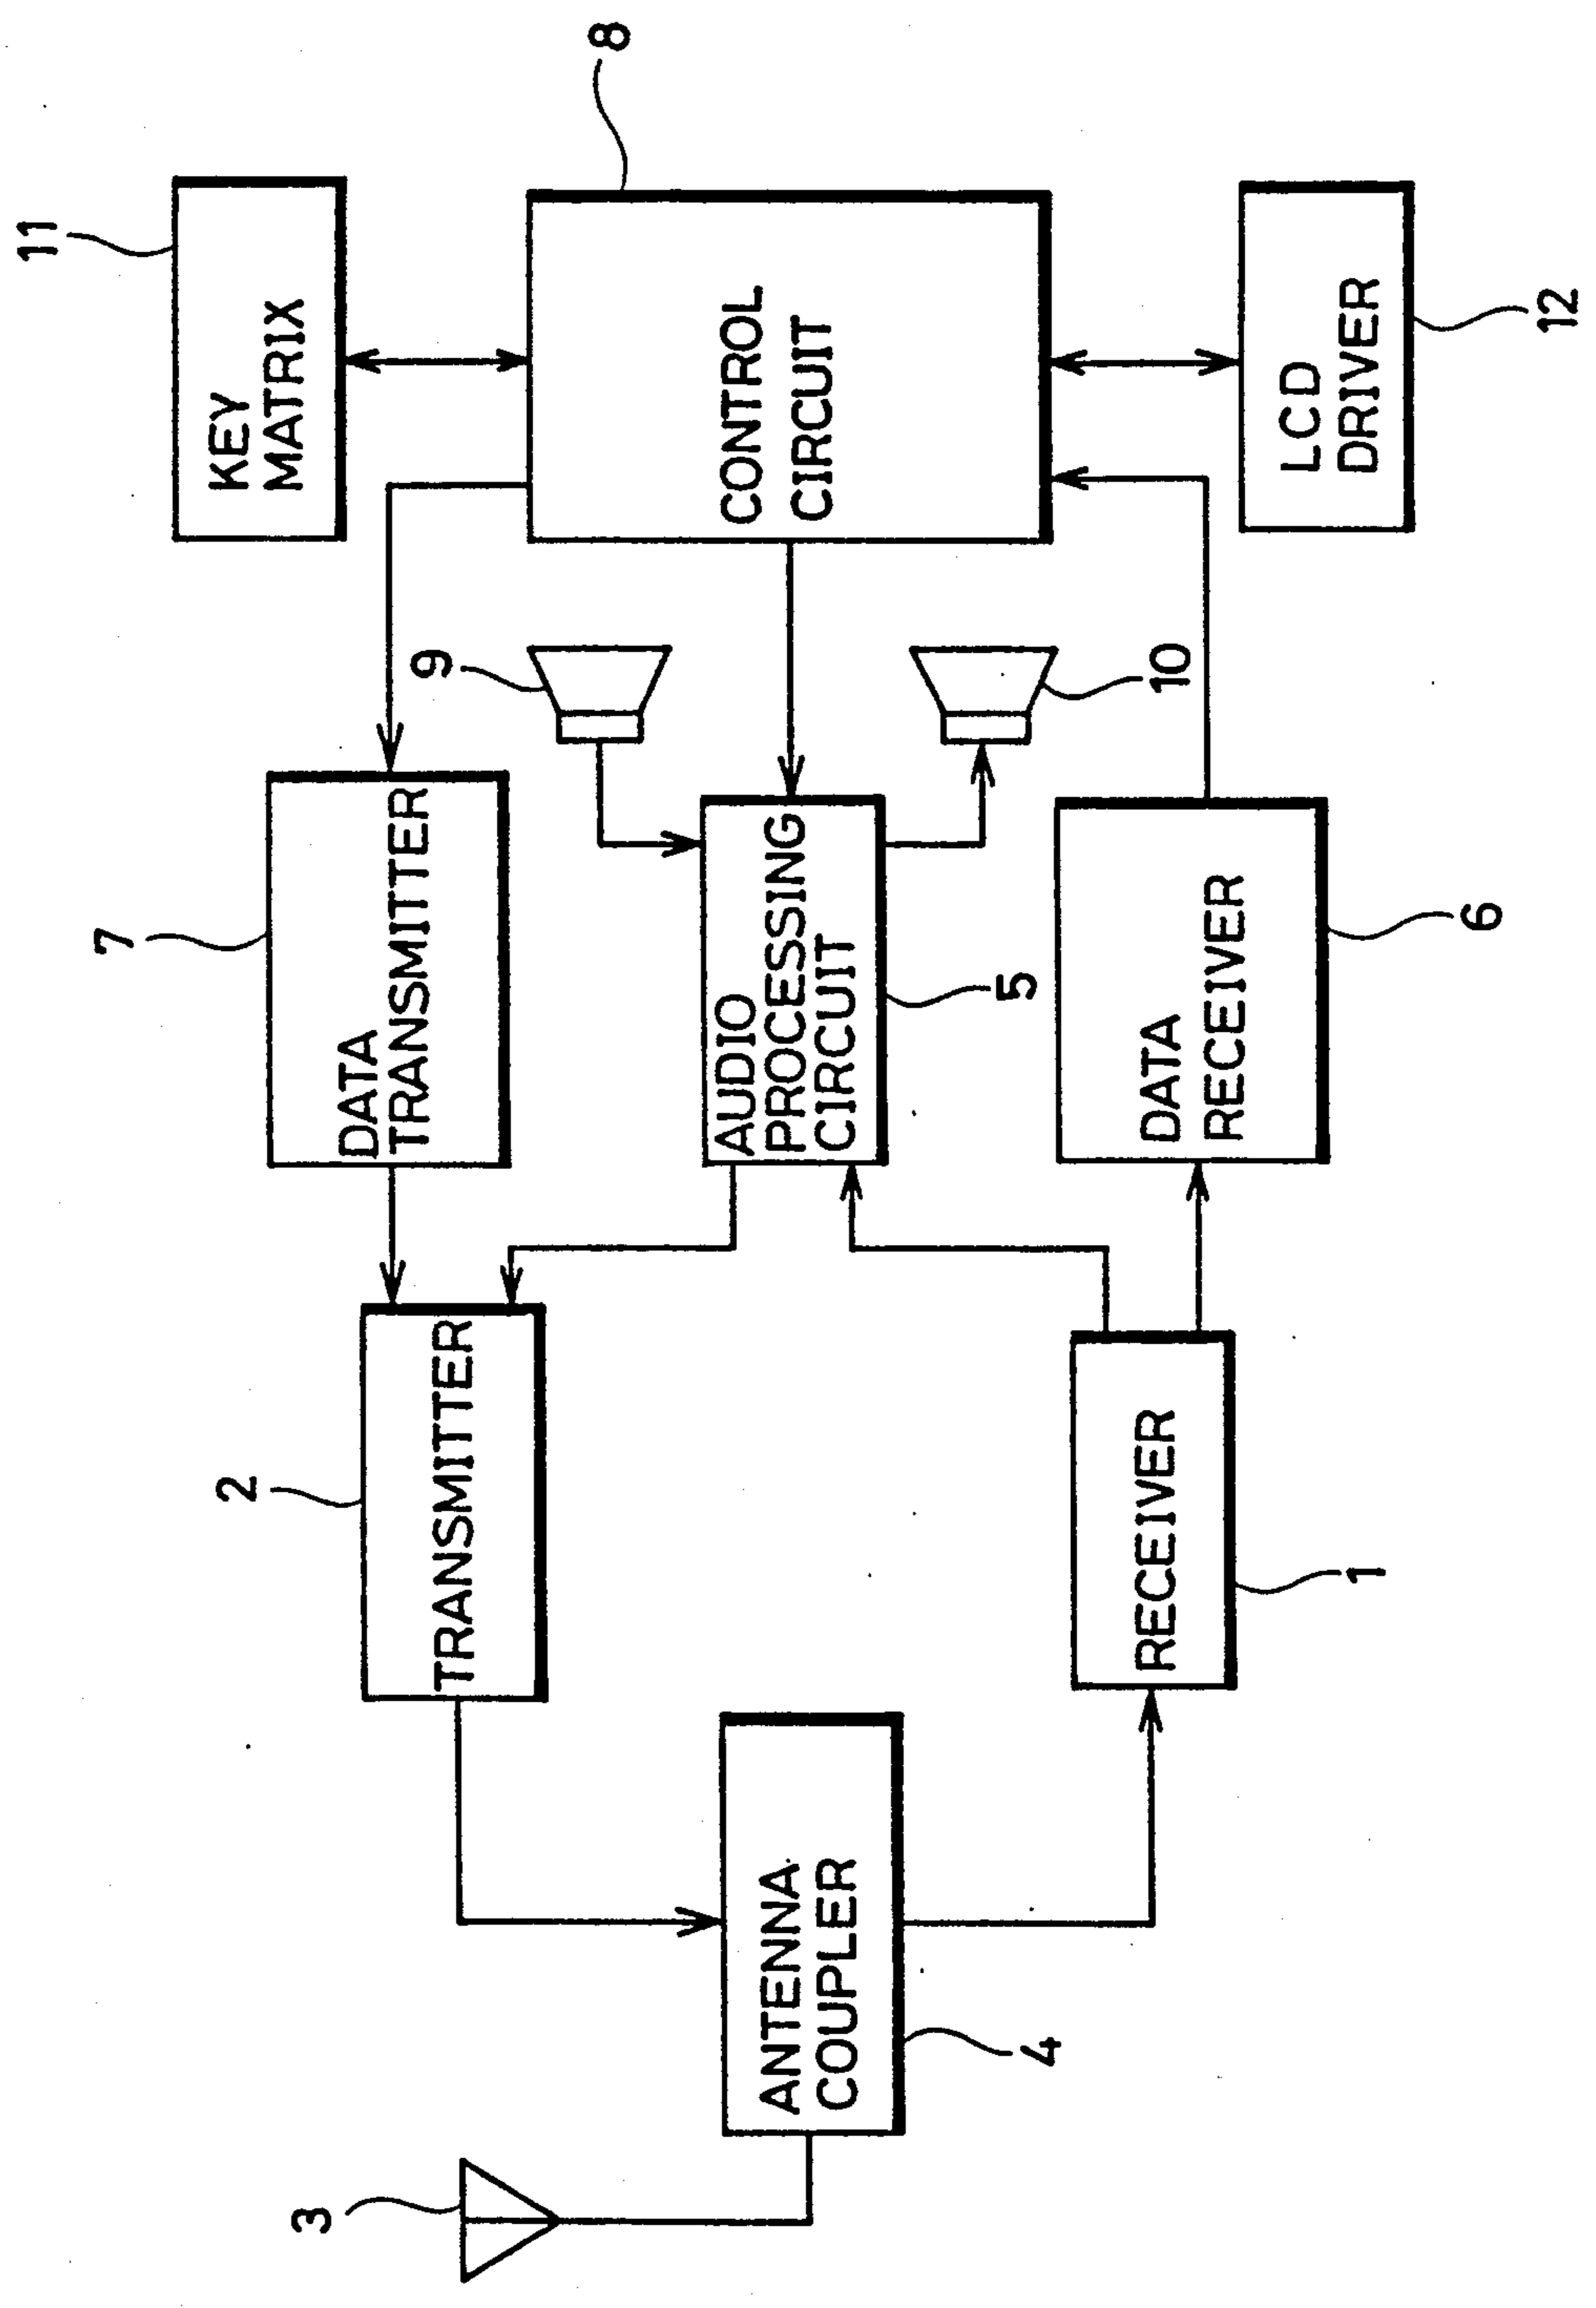 3
ANTENNA
COUPLER
4
2
TRANSMITTER
RECEIVER
1
7
DATA
TRANSMITTER
AUDIO
PROCESSING
CIRCUIT
5
DATA
RECEIVER
6
9
10
11
KEY
MATRIX
8
CONTROL
CIRCUIT
LCD
DRIVER
12